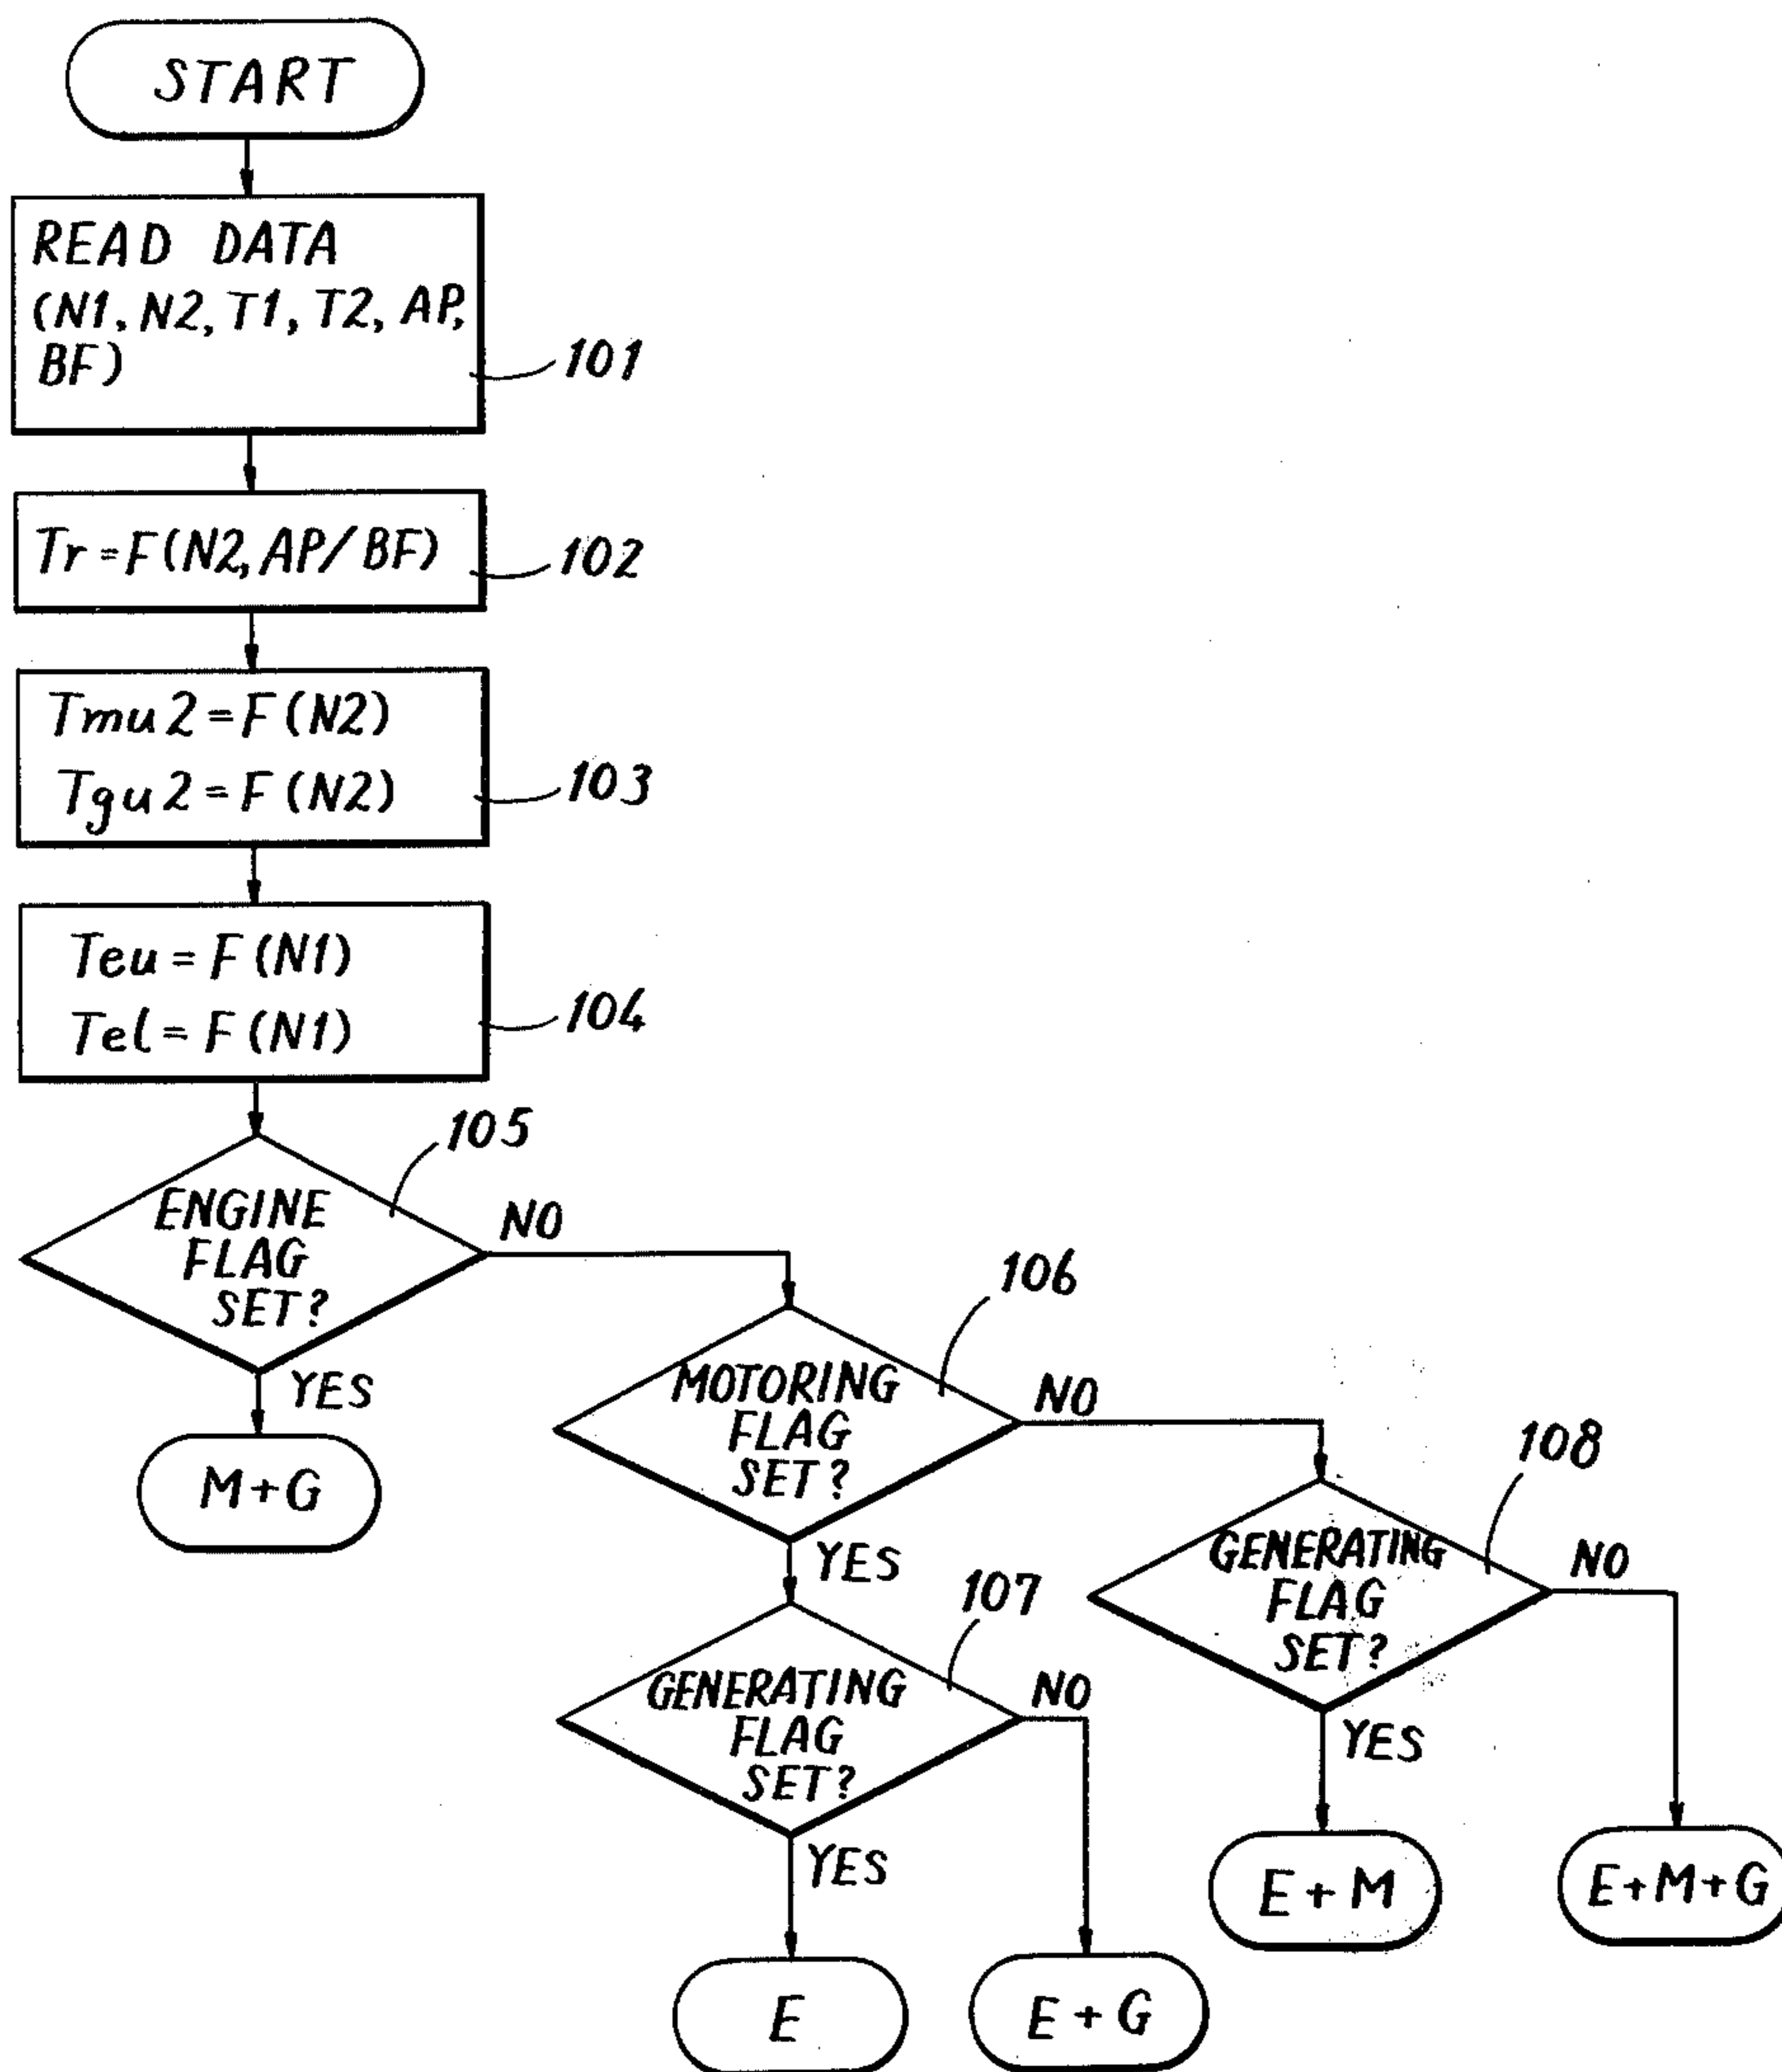 START
READ DATA
(N1, N2, T1, T2, AP,
BF)
101
Tr=F(N2, AP/BF)
102
Tmu2=F(N2)
Tgu2=F(N2)
103
Teu=F(N1)
Tel=F(N1)
104
105
ENGINE
FLAG
SET?
NO
YES
M+G
106
MOTORING
FLAG
SET?
NO
YES
107
GENERATING
FLAG
SET?
NO
YES
E
E+G
108
GENERATING
FLAG
SET?
NO
YES
E+M
E+M+G